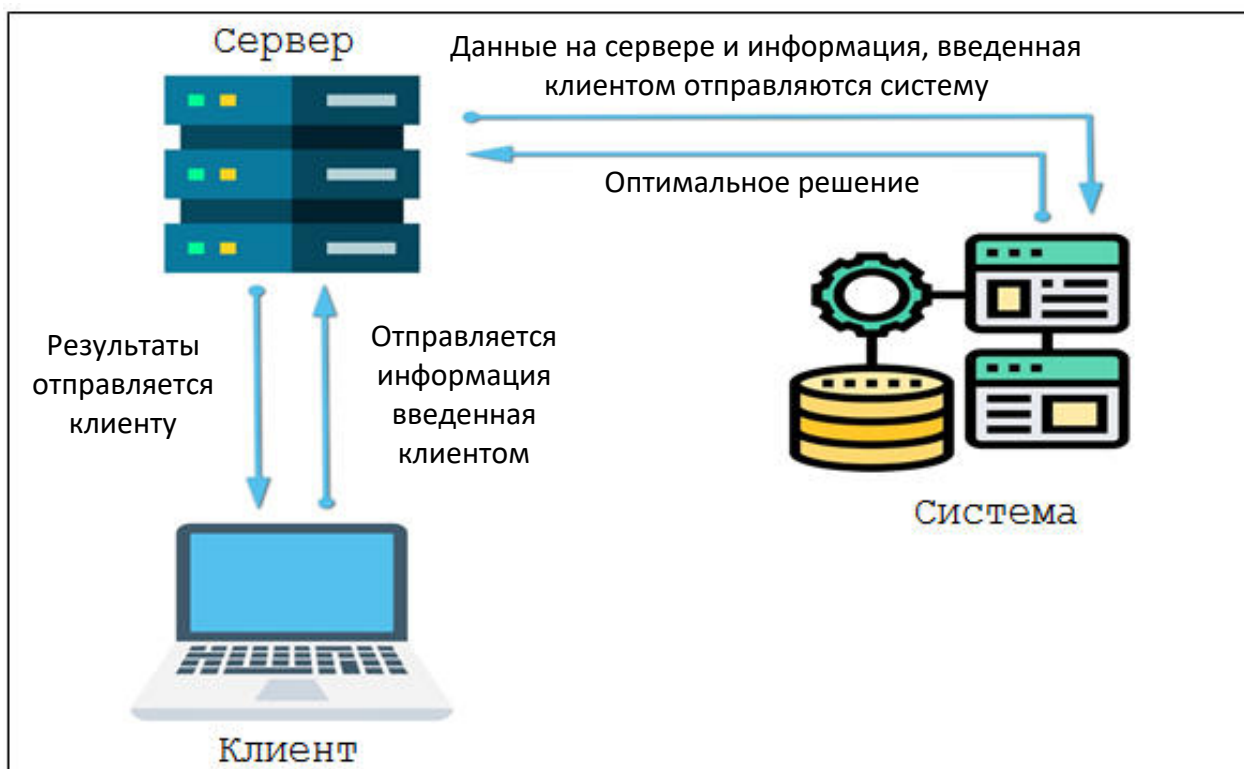 Сервер
Данные на сервере и информация, введенная
клиентом отправляются систему
Оптимальное решение
Результаты
отправляется
клиенту
Отправляется
информация
введенная
клиентом
Система
Клиент